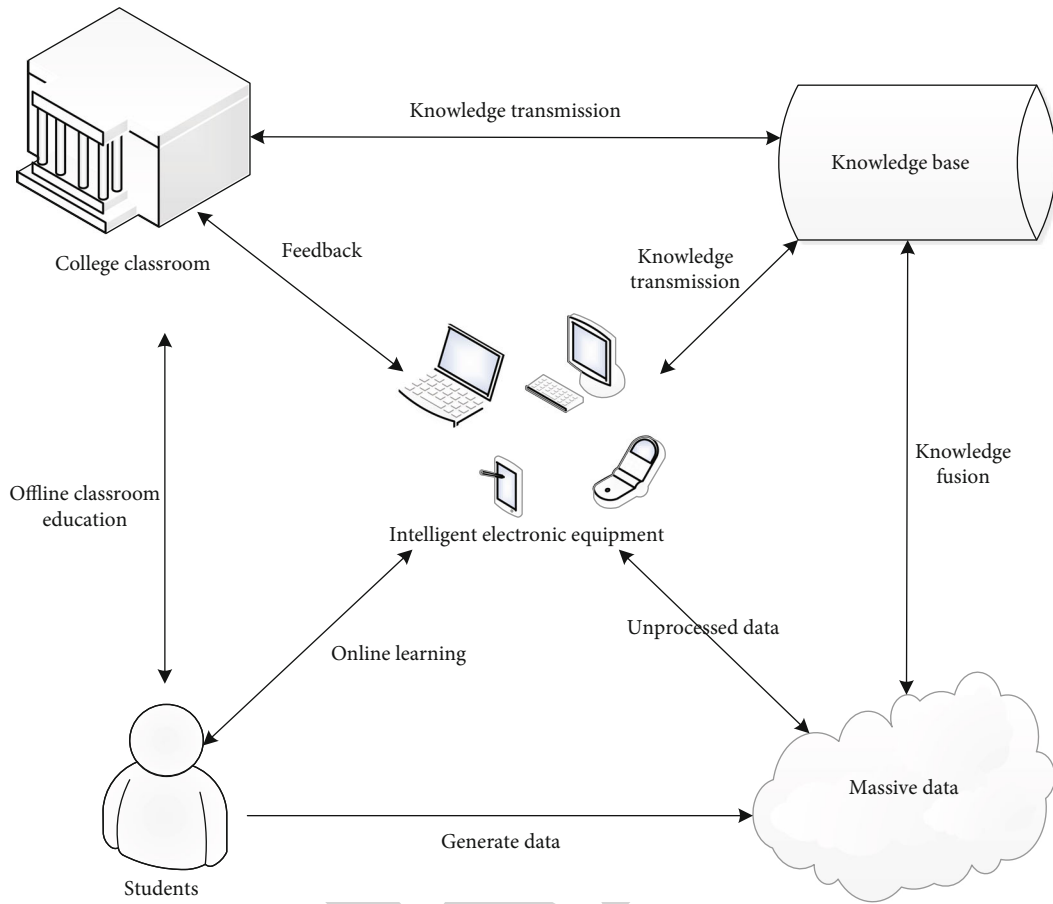 Knowledge transmission
Knowledge base
College classroom
Feedback
Knowledge
transmission
Offline classroom
education
Knowledge
fusion
Intelligent electronic equipment
Online learning
Unprocessed data
Massive data
Generate data
Students